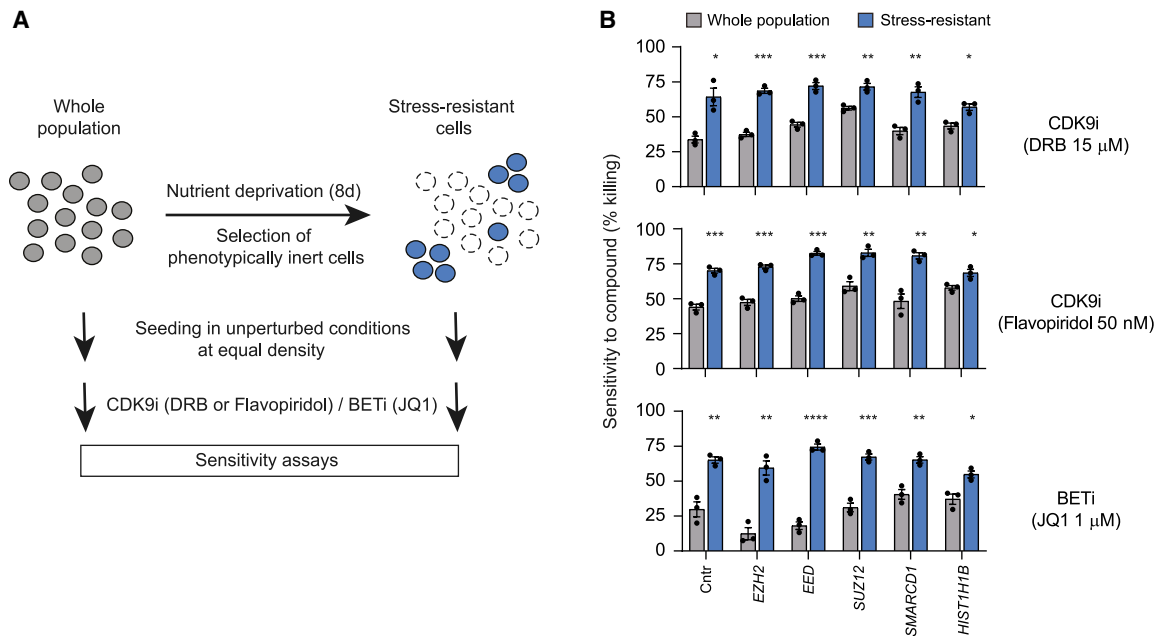 A
Whole
population
Stress-resistant
cells
Nutrient deprivation (8d)
Selection of
phenotypically inert cells
Seeding in unperturbed conditions
at equal density
CDK9i (DRB or Flavopiridol) / BETi (JQ1)
Sensitivity assays
B
Whole population
Stress-resistant
Sensitivity to compound (% killing)
100
75
50
25
0
* *** *** ** ** *
CDK9i
(DRB 15 μM)
100
75
50
25
0
*** *** *** ** ** *
CDK9i
(Flavopiridol 50 nM)
100
75
50
25
0
** ** **** *** ** *
BETi
(JQ1 1 μM)
Cntr
EZH2
EED
SUZ12
SMARCD1
HIST1H1B